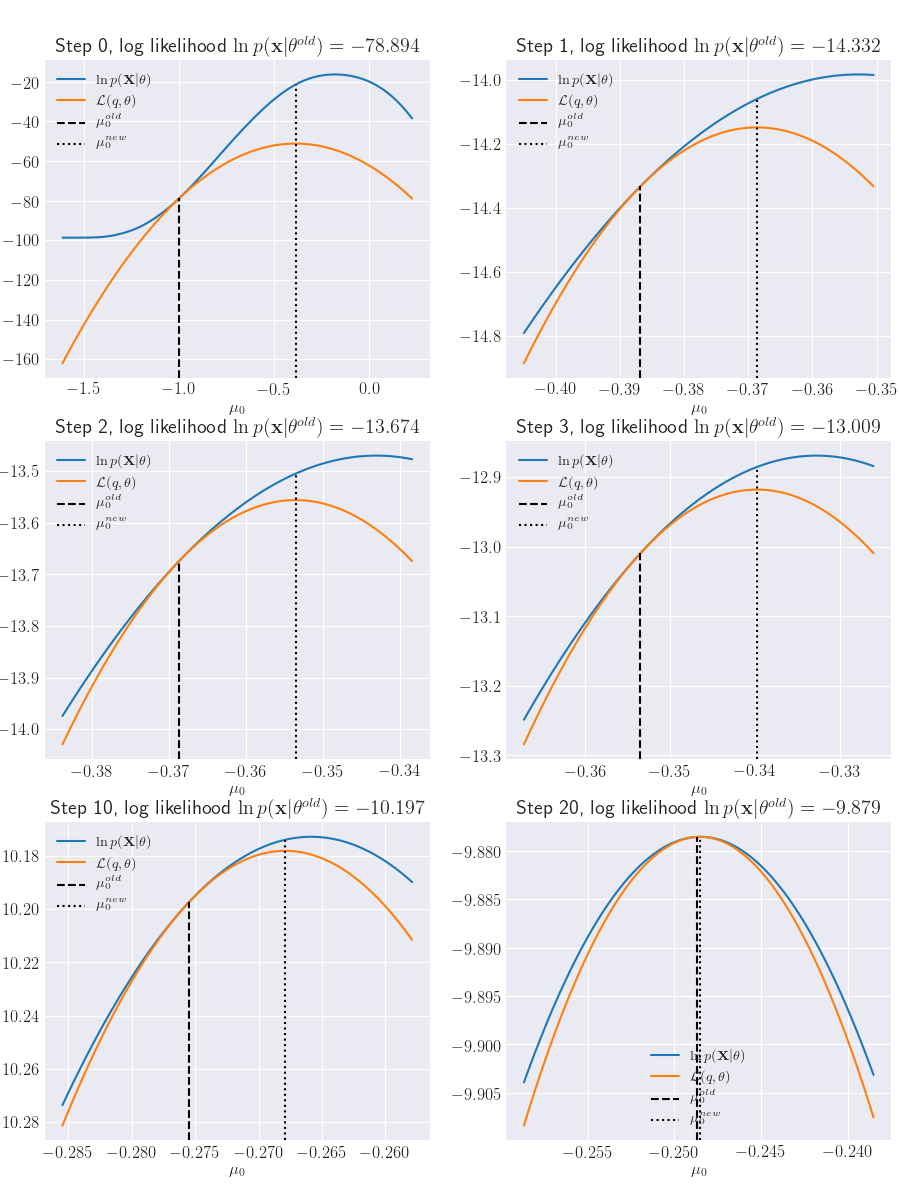 Step 0, log likelihood ln p(x|θ^old) = −78.894
ln p(X|θ)
L(q, θ)
μ_0^old
μ_0^new
−20
−40
−60
−80
−100
−120
−140
−160
−1.5 −1.0 −0.5 0.0
μ_0
Step 1, log likelihood ln p(x|θ^old) = −14.332
ln p(X|θ)
L(q, θ)
μ_0^old
μ_0^new
−14.0
−14.2
−14.4
−14.6
−14.8
−0.40 −0.39 −0.38 −0.37 −0.36 −0.35
μ_0
Step 2, log likelihood ln p(x|θ^old) = −13.674
ln p(X|θ)
L(q, θ)
μ_0^old
μ_0^new
−13.5
−13.6
−13.7
−13.8
−13.9
−14.0
−0.38 −0.37 −0.36 −0.35 −0.34
μ_0
Step 3, log likelihood ln p(x|θ^old) = −13.009
ln p(X|θ)
L(q, θ)
μ_0^old
μ_0^new
−12.9
−13.0
−13.1
−13.2
−13.3
−0.36 −0.35 −0.34 −0.33
μ_0
Step 10, log likelihood ln p(x|θ^old) = −10.197
ln p(X|θ)
L(q, θ)
μ_0^old
μ_0^new
10.18
10.20
10.22
10.24
10.26
10.28
−0.285 −0.280 −0.275 −0.270 −0.265 −0.260
μ_0
Step 20, log likelihood ln p(x|θ^old) = −9.879
−9.880
−9.885
−9.890
−9.895
−9.900
−9.905
ln p(X|θ)
L(q, θ)
μ_0^old
μ_0^new
−0.255 −0.250 −0.245 −0.240
μ_0